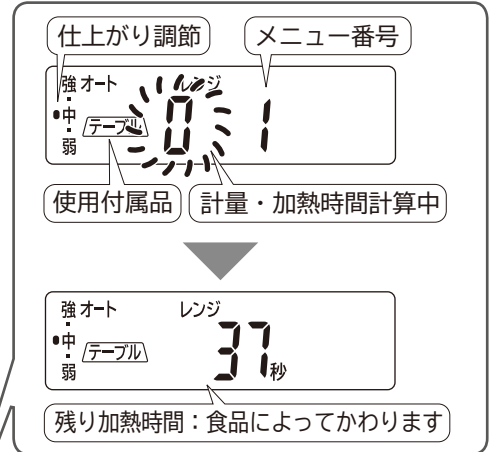 仕上がり調節
メニュー番号
強 オート レンジ
中 テーブル 0 1
弱
使用付属品
計量・加熱時間計算中
強 オート レンジ
中 テーブル 37秒
弱
残り加熱時間：食品によってかわります